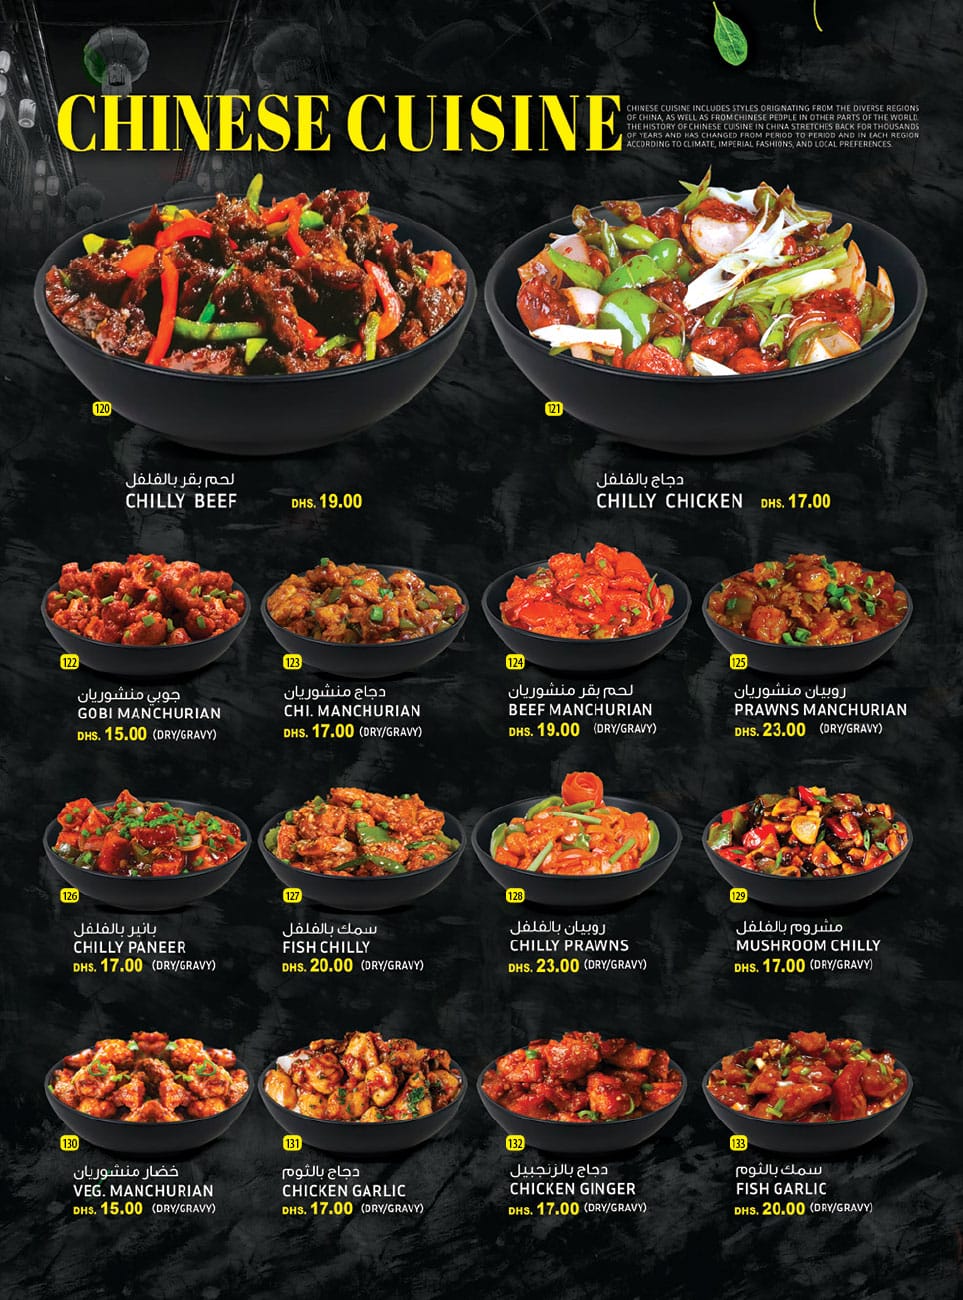 CHINESE CUISINE
CHINESE CUISINE INCLUDES STYLES ORIGINATING FROM THE DIVERSE REGIONS
OF CHINA, AS WELL AS FROM CHINESE PEOPLE IN OTHER PARTS OF THE WORLD.
THE HISTORY OF CHINESE CUISINE IN CHINA STRETCHES BACK FOR THOUSANDS
OF YEARS AND HAS CHANGED FROM PERIOD TO PERIOD AND IN EACH REGION
ACCORDING TO CLIMATE, IMPERIAL FASHIONS, AND LOCAL PREFERENCES.
120
لحم بقر بالفلفل
CHILLY BEEF DHS. 19.00
121
دجاج بالفلفل
CHILLY CHICKEN DHS. 17.00
122
جوبي منشوريان
GOBI MANCHURIAN
DHS. 15.00 (DRY/GRAVY)
123
دجاج منشوريان
CHI. MANCHURIAN
DHS. 17.00 (DRY/GRAVY)
124
لحم بقر منشوريان
BEEF MANCHURIAN
DHS. 19.00 (DRY/GRAVY)
125
روبيان منشوريان
PRAWNS MANCHURIAN
DHS. 23.00 (DRY/GRAVY)
126
بانير بالفلفل
CHILLY PANEER
DHS. 17.00 (DRY/GRAVY)
127
سمك بالفلفل
FISH CHILLY
DHS. 20.00 (DRY/GRAVY)
128
روبيان بالفلفل
CHILLY PRAWNS
DHS. 23.00 (DRY/GRAVY)
129
مشروم بالفلفل
MUSHROOM CHILLY
DHS. 17.00 (DRY/GRAVY)
130
خضار منشوريان
VEG. MANCHURIAN
DHS. 15.00 (DRY/GRAVY)
131
دجاج بالثوم
CHICKEN GARLIC
DHS. 17.00 (DRY/GRAVY)
132
دجاج بالزنجبيل
CHICKEN GINGER
DHS. 17.00 (DRY/GRAVY)
133
سمك بالثوم
FISH GARLIC
DHS. 20.00 (DRY/GRAVY)